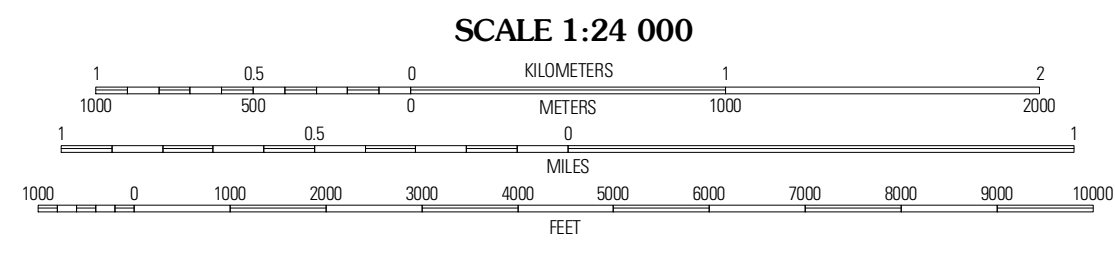 SCALE 1:24 000
1 0.5 0 KILOMETERS 1 2
1000 500 0 METERS 1000 2000
1 0.5 0 1
MILES
1000 0 1000 2000 3000 4000 5000 6000 7000 8000 9000 10000
FEET